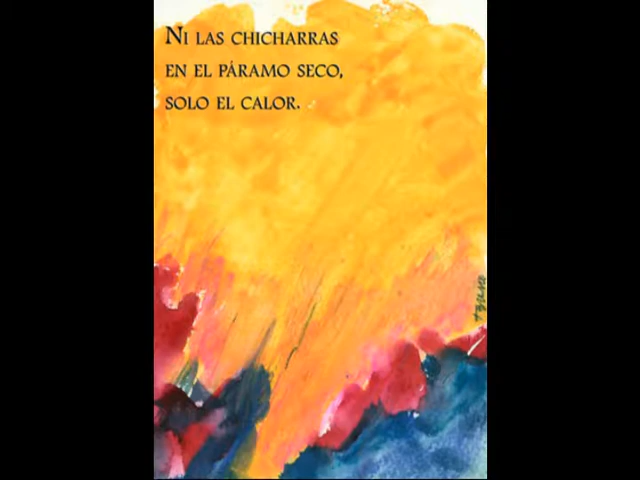 Ni las chicharras
en el páramo seco,
solo el calor.